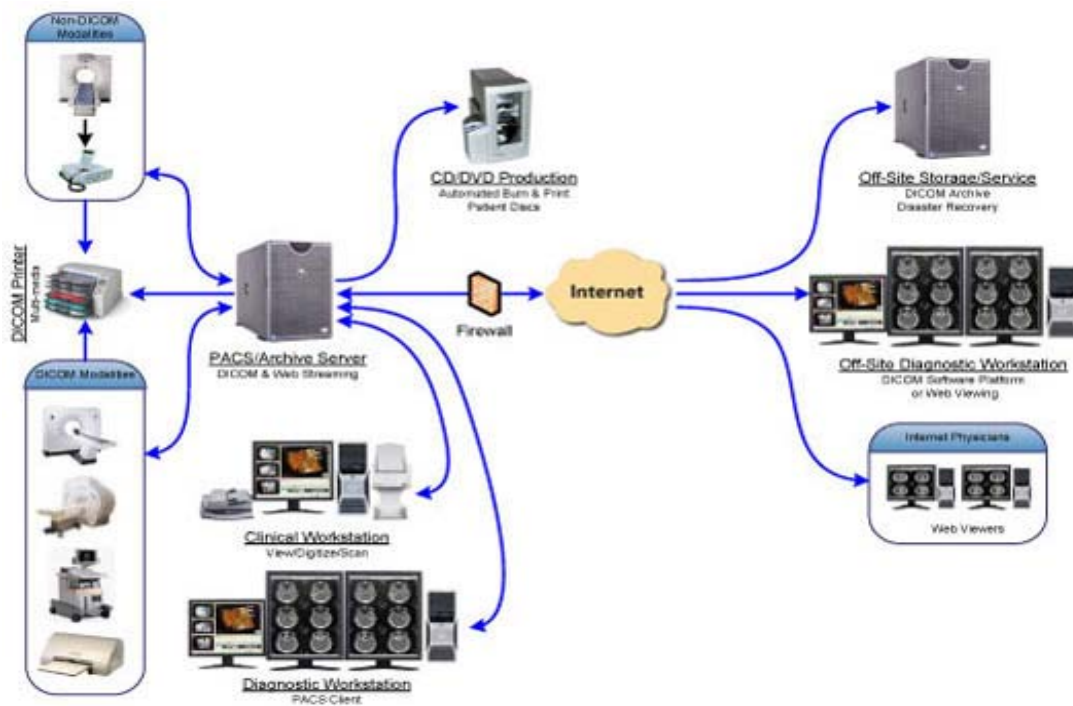 Non-DICOM
Modalities
CD/DVD Production
Automated Burn & Print
Patient Discs
Off-Site Storage/Service
DICOM Archive
Disaster Recovery
DICOM Printer
Multi-media
Internet
Firewall
PACS/Archive Server
DICOM & Web Streaming
Off-Site Diagnostic Workstation
DICOM Software Platform
or Web Viewing
DICOM Modalities
Internet Physicians
Web Viewers
Clinical Workstation
View/Digitize/Scan
Diagnostic Workstation
PACS Client